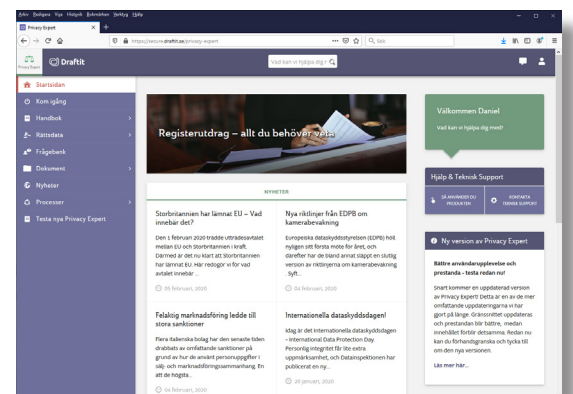 Arkiv Redigera Visa Historik Bokmärken Verktyg Hjälp
Privacy Expert
https://secure.draftit.se/privacy-expert
Sök
Privacy Expert
Draftit
Vad kan vi hjälpa dig
Startsidan
Kom igång
Handbok
Rättsdata
Frågebank
Dokument
Nyheter
Processer
Testa nya Privacy Expert
Registerutdrag – allt du behöver veta
NYHETER
Storbritannien har lämnat EU – Vad
innebär det?
Den 1 februari 2020 trädde utträdesavtalet
mellan EU och Storbritannien i kraft.
Därmed är det nu klart att Storbritannien
har lämnat EU. Här redogör vi för vad
avtalet innebär ...
05 februari, 2020
Nya riktlinjer från EDPB om
kamerabevakning
Europeiska dataskyddsstyrelsen (EDPB) höll
nyligen sitt första möte för året, och
därefter har de bland annat släppt en slutlig
version av riktlinjerna om kamerabevakning
. Syft...
04 februari, 2020
Felaktig marknadsföring ledde till
stora sanktioner
Flera italienska bolag har den senaste tiden
drabbats av omfattande sanktioner på
grund av hur de använt personuppgifter i
sälj- och marknadsföringssammanhang. En
att de högsta...
04 februari, 2020
Internationella dataskyddsdagen!
Idag är det Internationella dataskyddsdagen
– International Data Protection Day.
Personlig integritet får lite extra
uppmärksamhet, och Datainspektionen har
publicerat en ny...
28 januari, 2020
Välkommen Daniel
Vad kan vi hjälpa dig med?
Hjälp & Teknisk Support
SÅ ANVÄNDER DU
PRODUKTEN
KONTAKTA
TEKNISK SUPPORT
Ny version av Privacy Expert
Bättre användarupplevelse och
prestanda - testa redan nu!
Snart kommer en uppdaterad version
av Privacy Expert! Detta är en av de mer
omfattande uppdateringarna vi har
gjort på länge. Gränssnittet uppdateras
och prestandan blir bättre, medan
innehållet förblir detsamma. Redan nu
kan du förhandsgranska och tycka till
om den nya versionen.
Läs mer här...